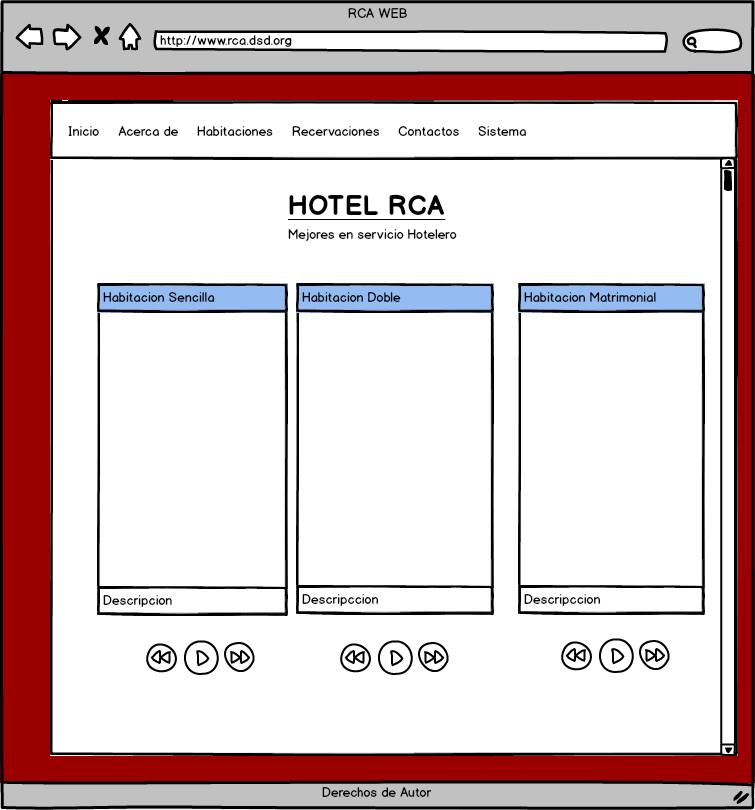 RCA WEB
http://www.rca.dsd.org
Inicio Acerca de Habitaciones Recervaciones Contactos Sistema
HOTEL RCA
Mejores en servicio Hotelero
Habitacion Sencilla Habitacion Doble Habitacion Matrimonial
Descripcion Descripccion Descripccion
Derechos de Autor